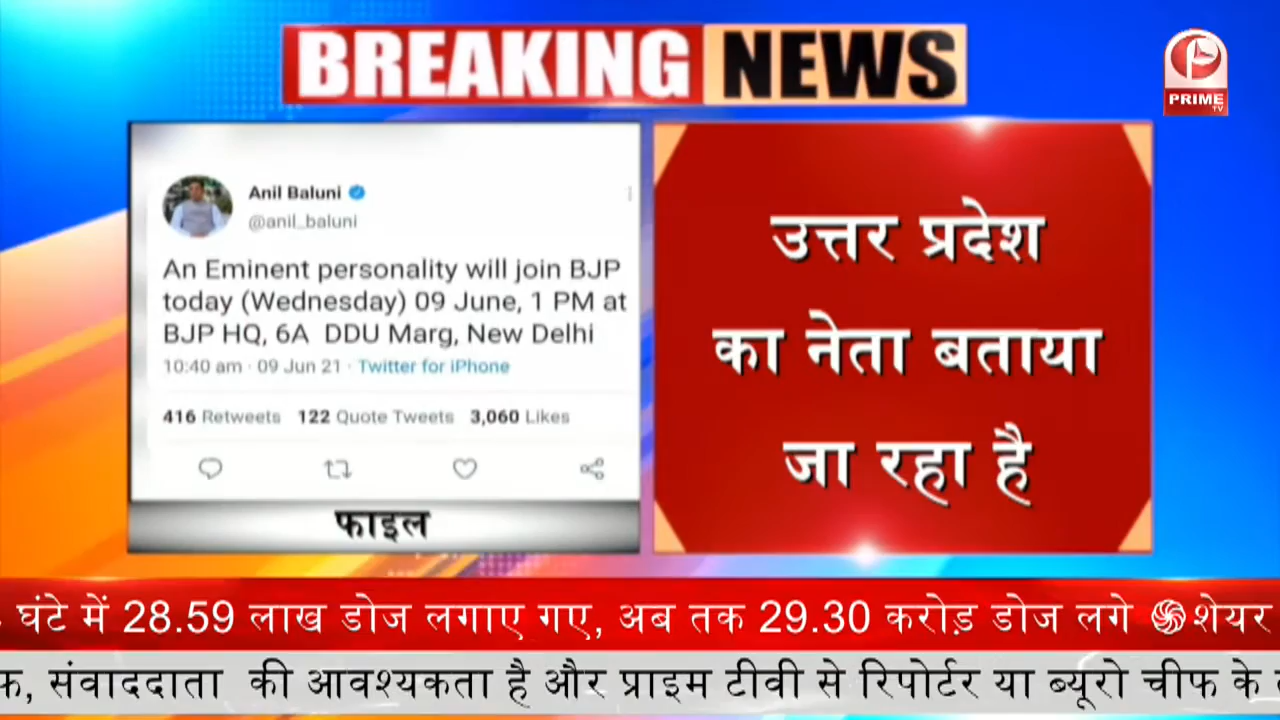 BREAKING NEWS
PRIME
TV
Anil Baluni
@anil_baluni
An Eminent personality will join BJP
today (Wednesday) 09 June, 1 PM at
BJP HQ, 6A DDU Marg, New Delhi
10:40 am · 09 Jun 21 · Twitter for iPhone
416 Retweets 122 Quote Tweets 3,060 Likes
फाइल
उत्तर प्रदेश
का नेता बताया
जा रहा है
घंटे में 28.59 लाख डोज लगाए गए, अब तक 29.30 करोड़ डोज लगे शेयर
संवाददाता की आवश्यकता है और प्राइम टीवी से रिपोर्टर या ब्यूरो चीफ के